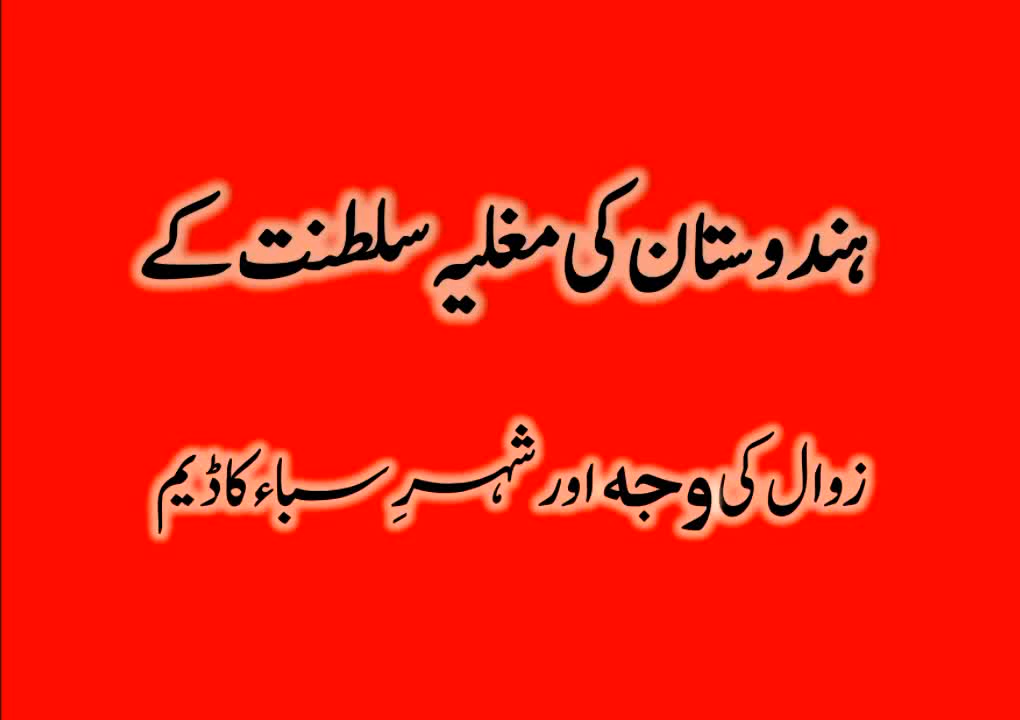 ہندوستان کی مغلیہ سلطنت کے
زوال کی وجہ اور شہرِ سباء کا ڈیم